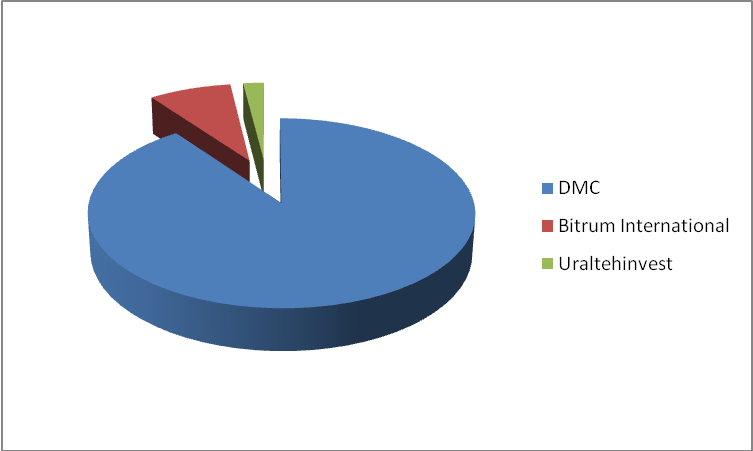 DMC
Bitrum International
Uraltehinvest